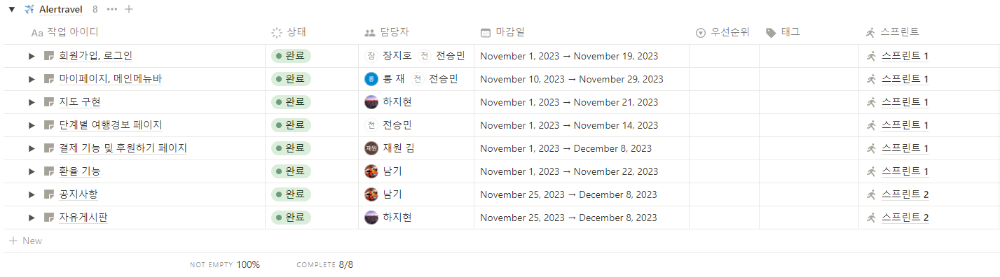 Alertravel 8
Aa 작업 아이디 상태 담당자 마감일 우선순위 태그 스프린트
회원가입, 로그인 완료 장 장지호 전 전승민 November 1, 2023 → November 19, 2023 스프린트 1
마이페이지, 메인메뉴바 완료 롱 롱 재 전 전승민 November 10, 2023 → November 29, 2023 스프린트 1
지도 구현 완료 하지현 November 1, 2023 → November 21, 2023 스프린트 1
단계별 여행경보 페이지 완료 전 전승민 November 1, 2023 → November 14, 2023 스프린트 1
결제 기능 및 후원하기 페이지 완료 재원 재원 김 November 1, 2023 → December 8, 2023 스프린트 1
환율 기능 완료 남기 November 1, 2023 → November 22, 2023 스프린트 1
공지사항 완료 남기 November 25, 2023 → December 8, 2023 스프린트 2
자유게시판 완료 하지현 November 25, 2023 → December 8, 2023 스프린트 2
+ New
NOT EMPTY 100% COMPLETE 8/8